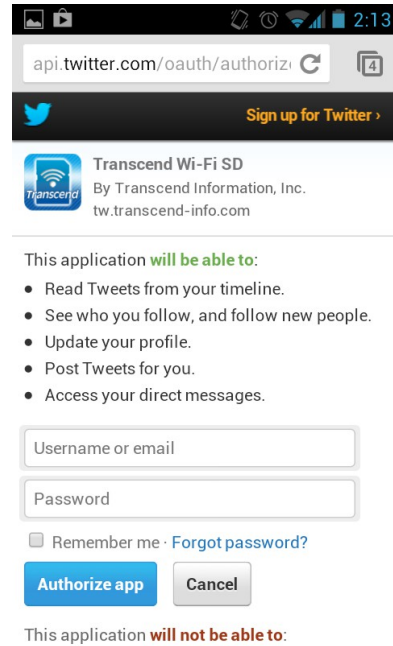 2:13
api.twitter.com/oauth/authoriz
4
Sign up for Twitter ›
Transcend
Transcend Wi-Fi SD
By Transcend Information, Inc.
tw.transcend-info.com
This application will be able to:
• Read Tweets from your timeline.
• See who you follow, and follow new people.
• Update your profile.
• Post Tweets for you.
• Access your direct messages.
Username or email
Password
Remember me · Forgot password?
Authorize app Cancel
This application will not be able to: